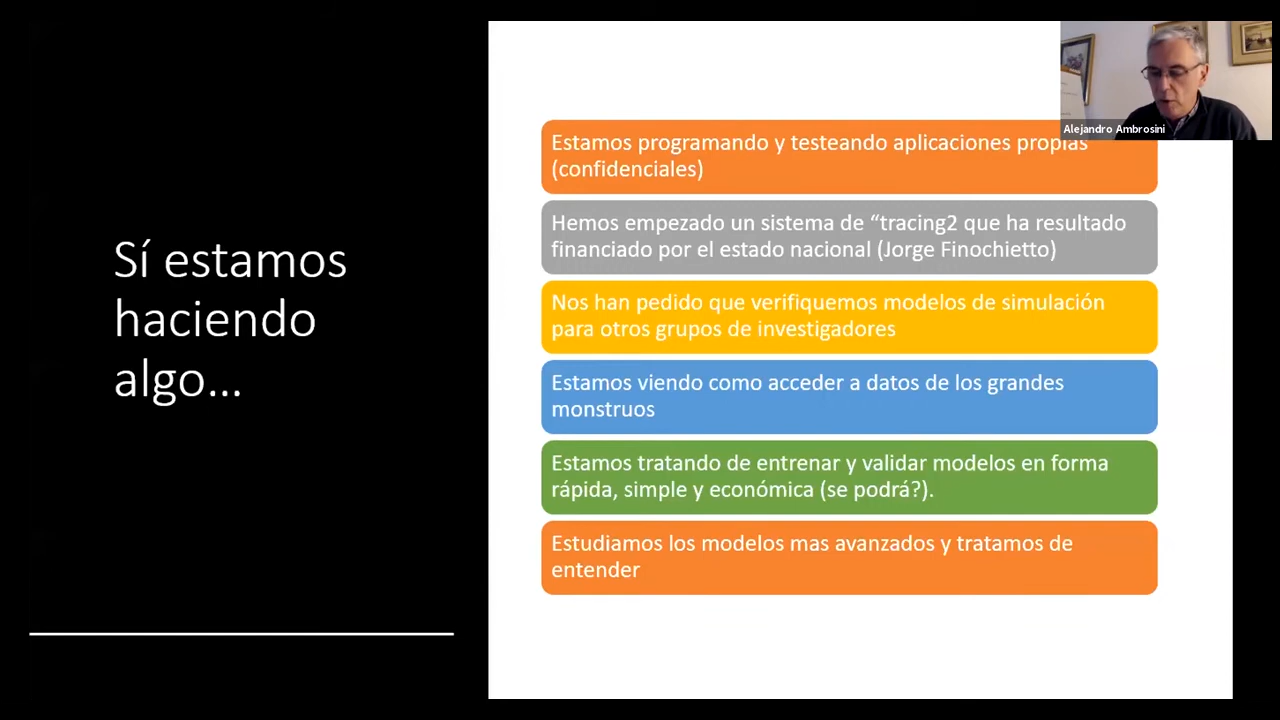 Sí estamos
haciendo
algo...
Estamos programando y testeando aplicaciones propias
(confidenciales)
Hemos empezado un sistema de “tracing2 que ha resultado
financiado por el estado nacional (Jorge Finochietto)
Nos han pedido que verifiquemos modelos de simulación
para otros grupos de investigadores
Estamos viendo como acceder a datos de los grandes
monstruos
Estamos tratando de entrenar y validar modelos en forma
rápida, simple y económica (se podrá?).
Estudiamos los modelos mas avanzados y tratamos de
entender
Alejandro Ambrosini